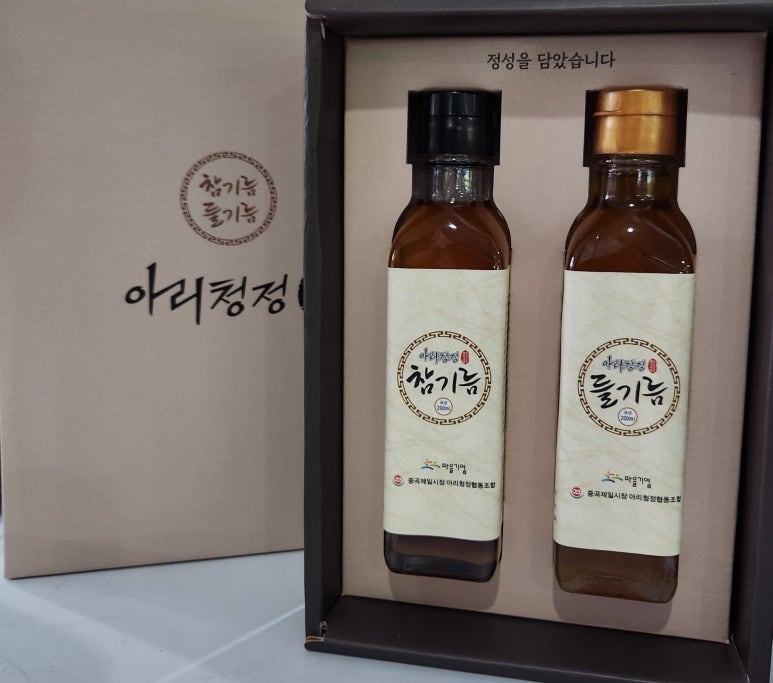 참기름
들기름
아리청정
정성을 담았습니다
아리청정
참기름
200ml
마을기업
중곡제일시장 아리청정협동조합
아리청정
들기름
200ml
마을기업
중곡제일시장 아리청정협동조합